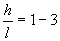 h/l = 1 − 3